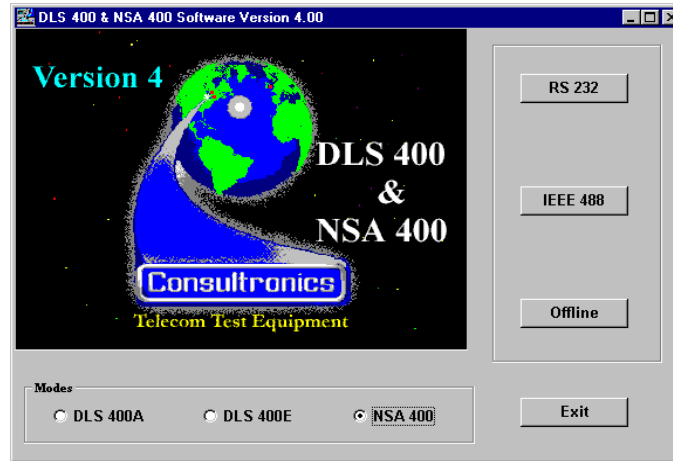 DLS 400 & NSA 400 Software Version 4.00
Version 4
DLS 400
&
NSA 400
Consultronics
Telecom Test Equipment
RS 232
IEEE 488
Offline
Modes
DLS 400A
DLS 400E
NSA 400
Exit